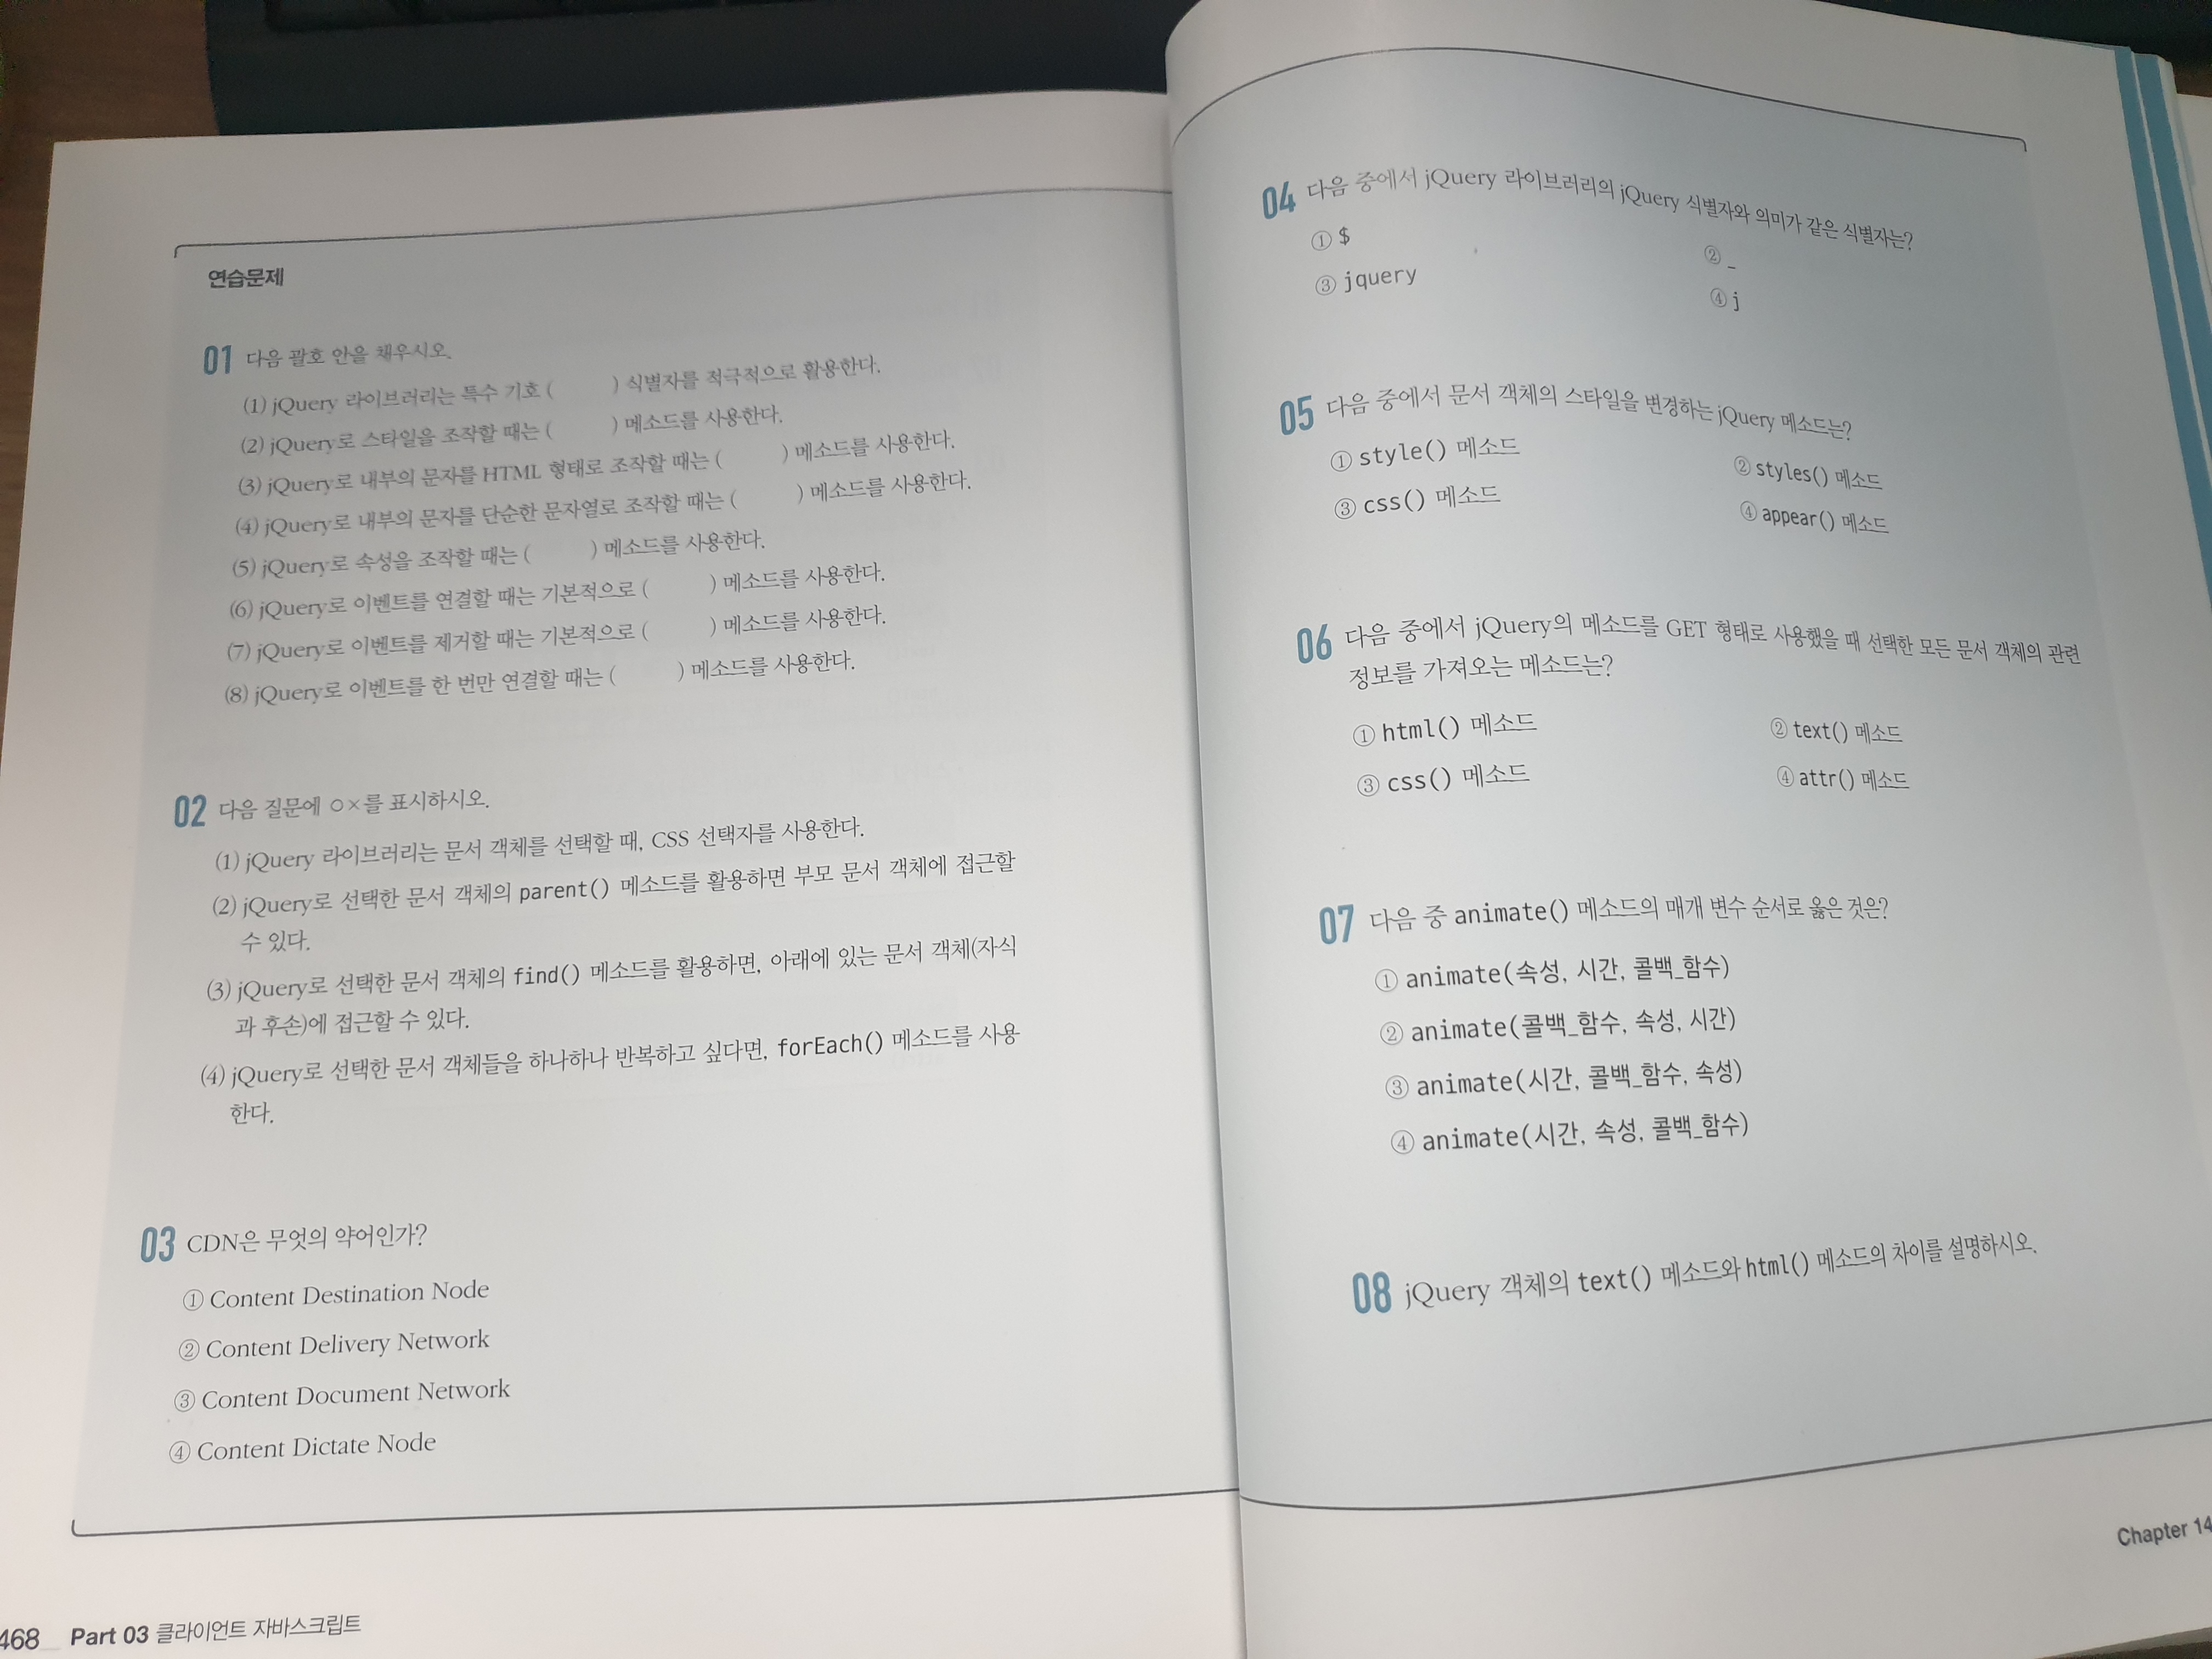 연습문제
01 다음 괄호 안을 채우시오.
(1) jQuery 라이브러리는 특수 기호 ( ) 식별자를 적극적으로 활용한다.
(2) jQuery로 스타일을 조작할 때는 ( ) 메소드를 사용한다.
(3) jQuery로 내부의 문자를 HTML 형태로 조작할 때는 ( ) 메소드를 사용한다.
(4) jQuery로 내부의 문자를 단순한 문자열로 조작할 때는 ( ) 메소드를 사용한다.
(5) jQuery로 속성을 조작할 때는 ( ) 메소드를 사용한다.
(6) jQuery로 이벤트를 연결할 때는 기본적으로 ( ) 메소드를 사용한다.
(7) jQuery로 이벤트를 제거할 때는 기본적으로 ( ) 메소드를 사용한다.
(8) jQuery로 이벤트를 한 번만 연결할 때는 ( ) 메소드를 사용한다.
02 다음 질문에 ○×를 표시하시오.
(1) jQuery 라이브러리는 문서 객체를 선택할 때, CSS 선택자를 사용한다.
(2) jQuery로 선택한 문서 객체의 parent() 메소드를 활용하면 부모 문서 객체에 접근할
수 있다.
(3) jQuery로 선택한 문서 객체의 find() 메소드를 활용하면, 아래에 있는 문서 객체(자식
과 후손)에 접근할 수 있다.
(4) jQuery로 선택한 문서 객체들을 하나하나 반복하고 싶다면, forEach() 메소드를 사용
한다.
03 CDN은 무엇의 약어인가?
① Content Destination Node
② Content Delivery Network
③ Content Document Network
④ Content Dictate Node
468 Part 03 클라이언트 자바스크립트
04 다음 중에서 jQuery 라이브러리의 jQuery 식별자와 의미가 같은 식별자는?
① $ ② _
③ jquery ④ j
05 다음 중에서 문서 객체의 스타일을 변경하는 jQuery 메소드는?
① style() 메소드 ② styles() 메소드
③ css() 메소드 ④ appear() 메소드
06 다음 중에서 jQuery의 메소드를 GET 형태로 사용했을 때 선택한 모든 문서 객체의 관련
정보를 가져오는 메소드는?
① html() 메소드 ② text() 메소드
③ css() 메소드 ④ attr() 메소드
07 다음 중 animate() 메소드의 매개 변수 순서로 옳은 것은?
① animate(속성, 시간, 콜백_함수)
② animate(콜백_함수, 속성, 시간)
③ animate(시간, 콜백_함수, 속성)
④ animate(시간, 속성, 콜백_함수)
08 jQuery 객체의 text() 메소드와 html() 메소드의 차이를 설명하시오.
Chapter 14